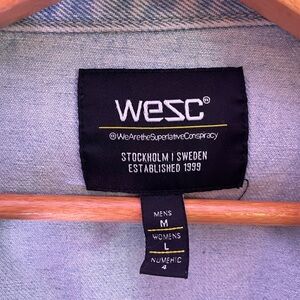 wesc®
@WeAretheSuperlativeConspiracy
STOCKHOLM | SWEDEN
ESTABLISHED 1999
MENS
M
WOMENS
L
NUMERIC
4